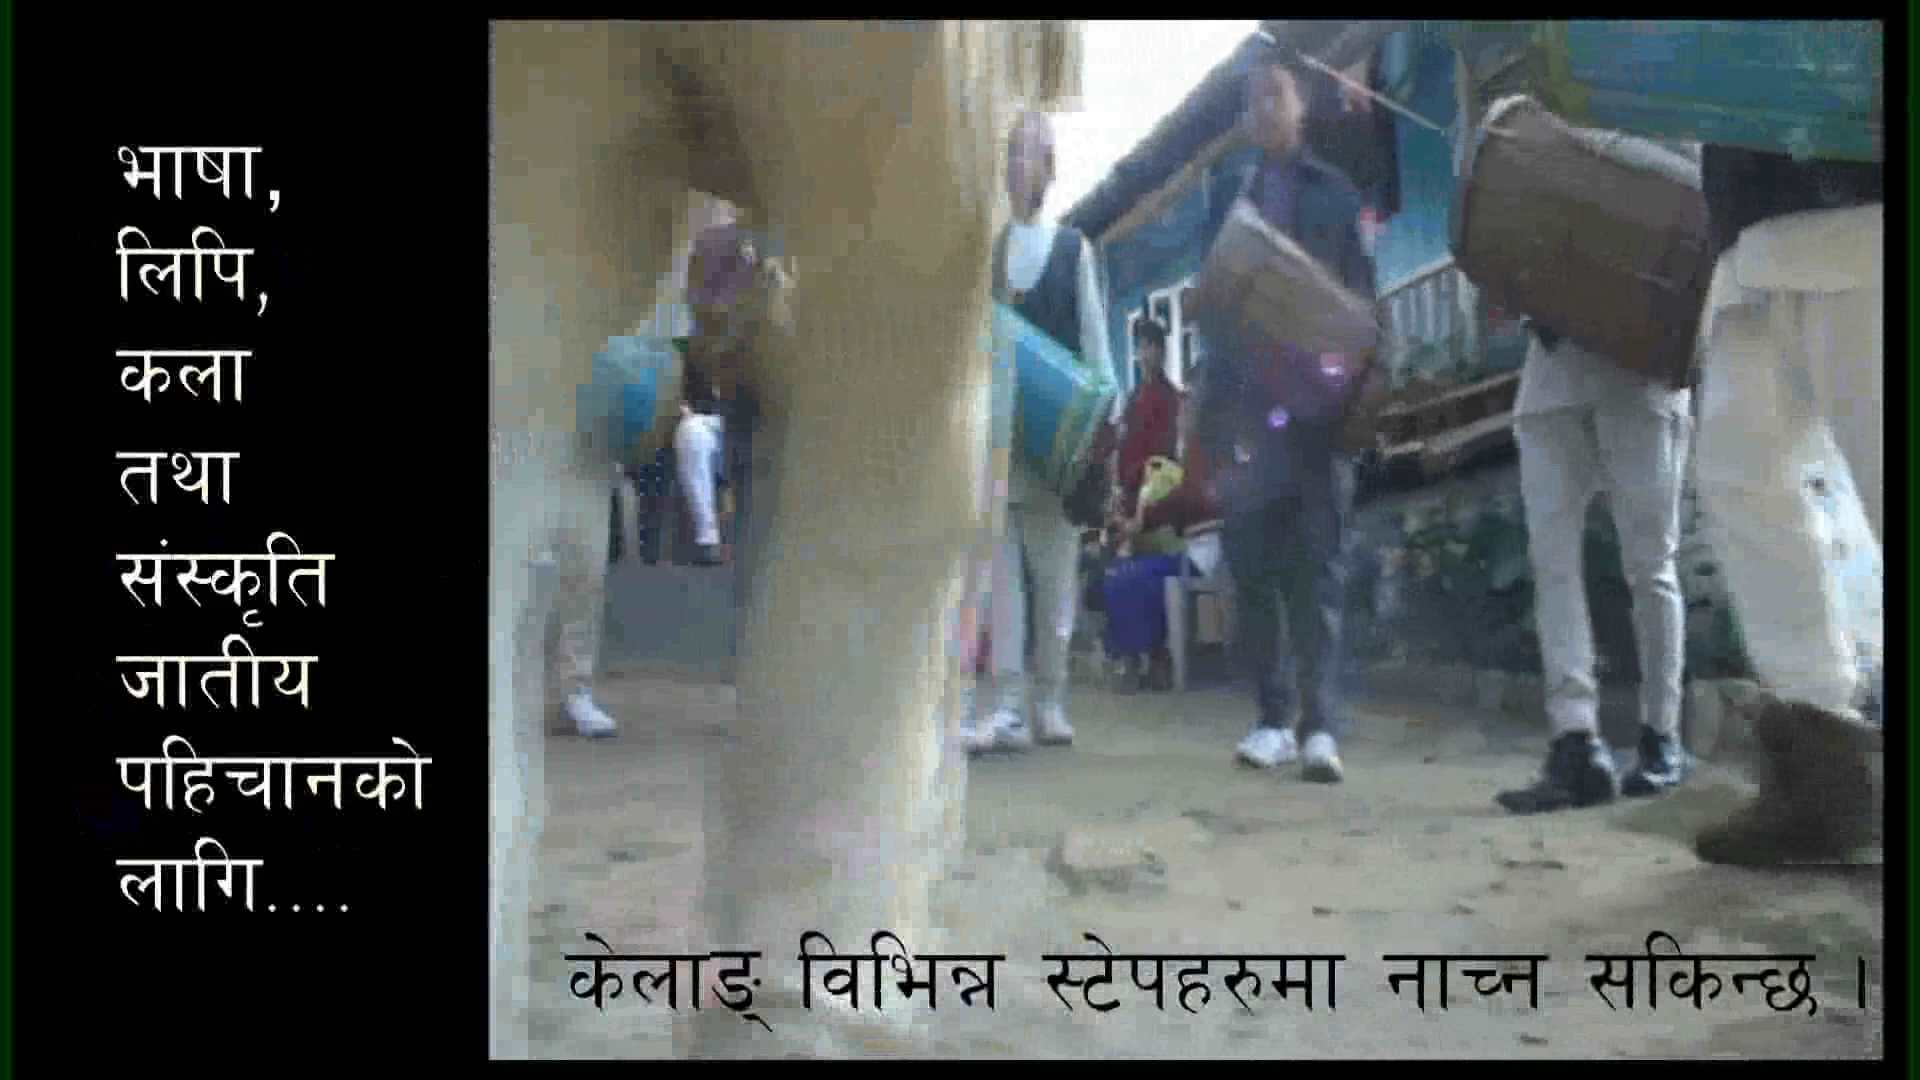 भाषा,
लिपि,
कला
तथा
संस्कृति
जातीय
पहिचानको
लागि....
केलाङ् विभिन्न स्टेपहरुमा नाच्न सकिन्छ ।